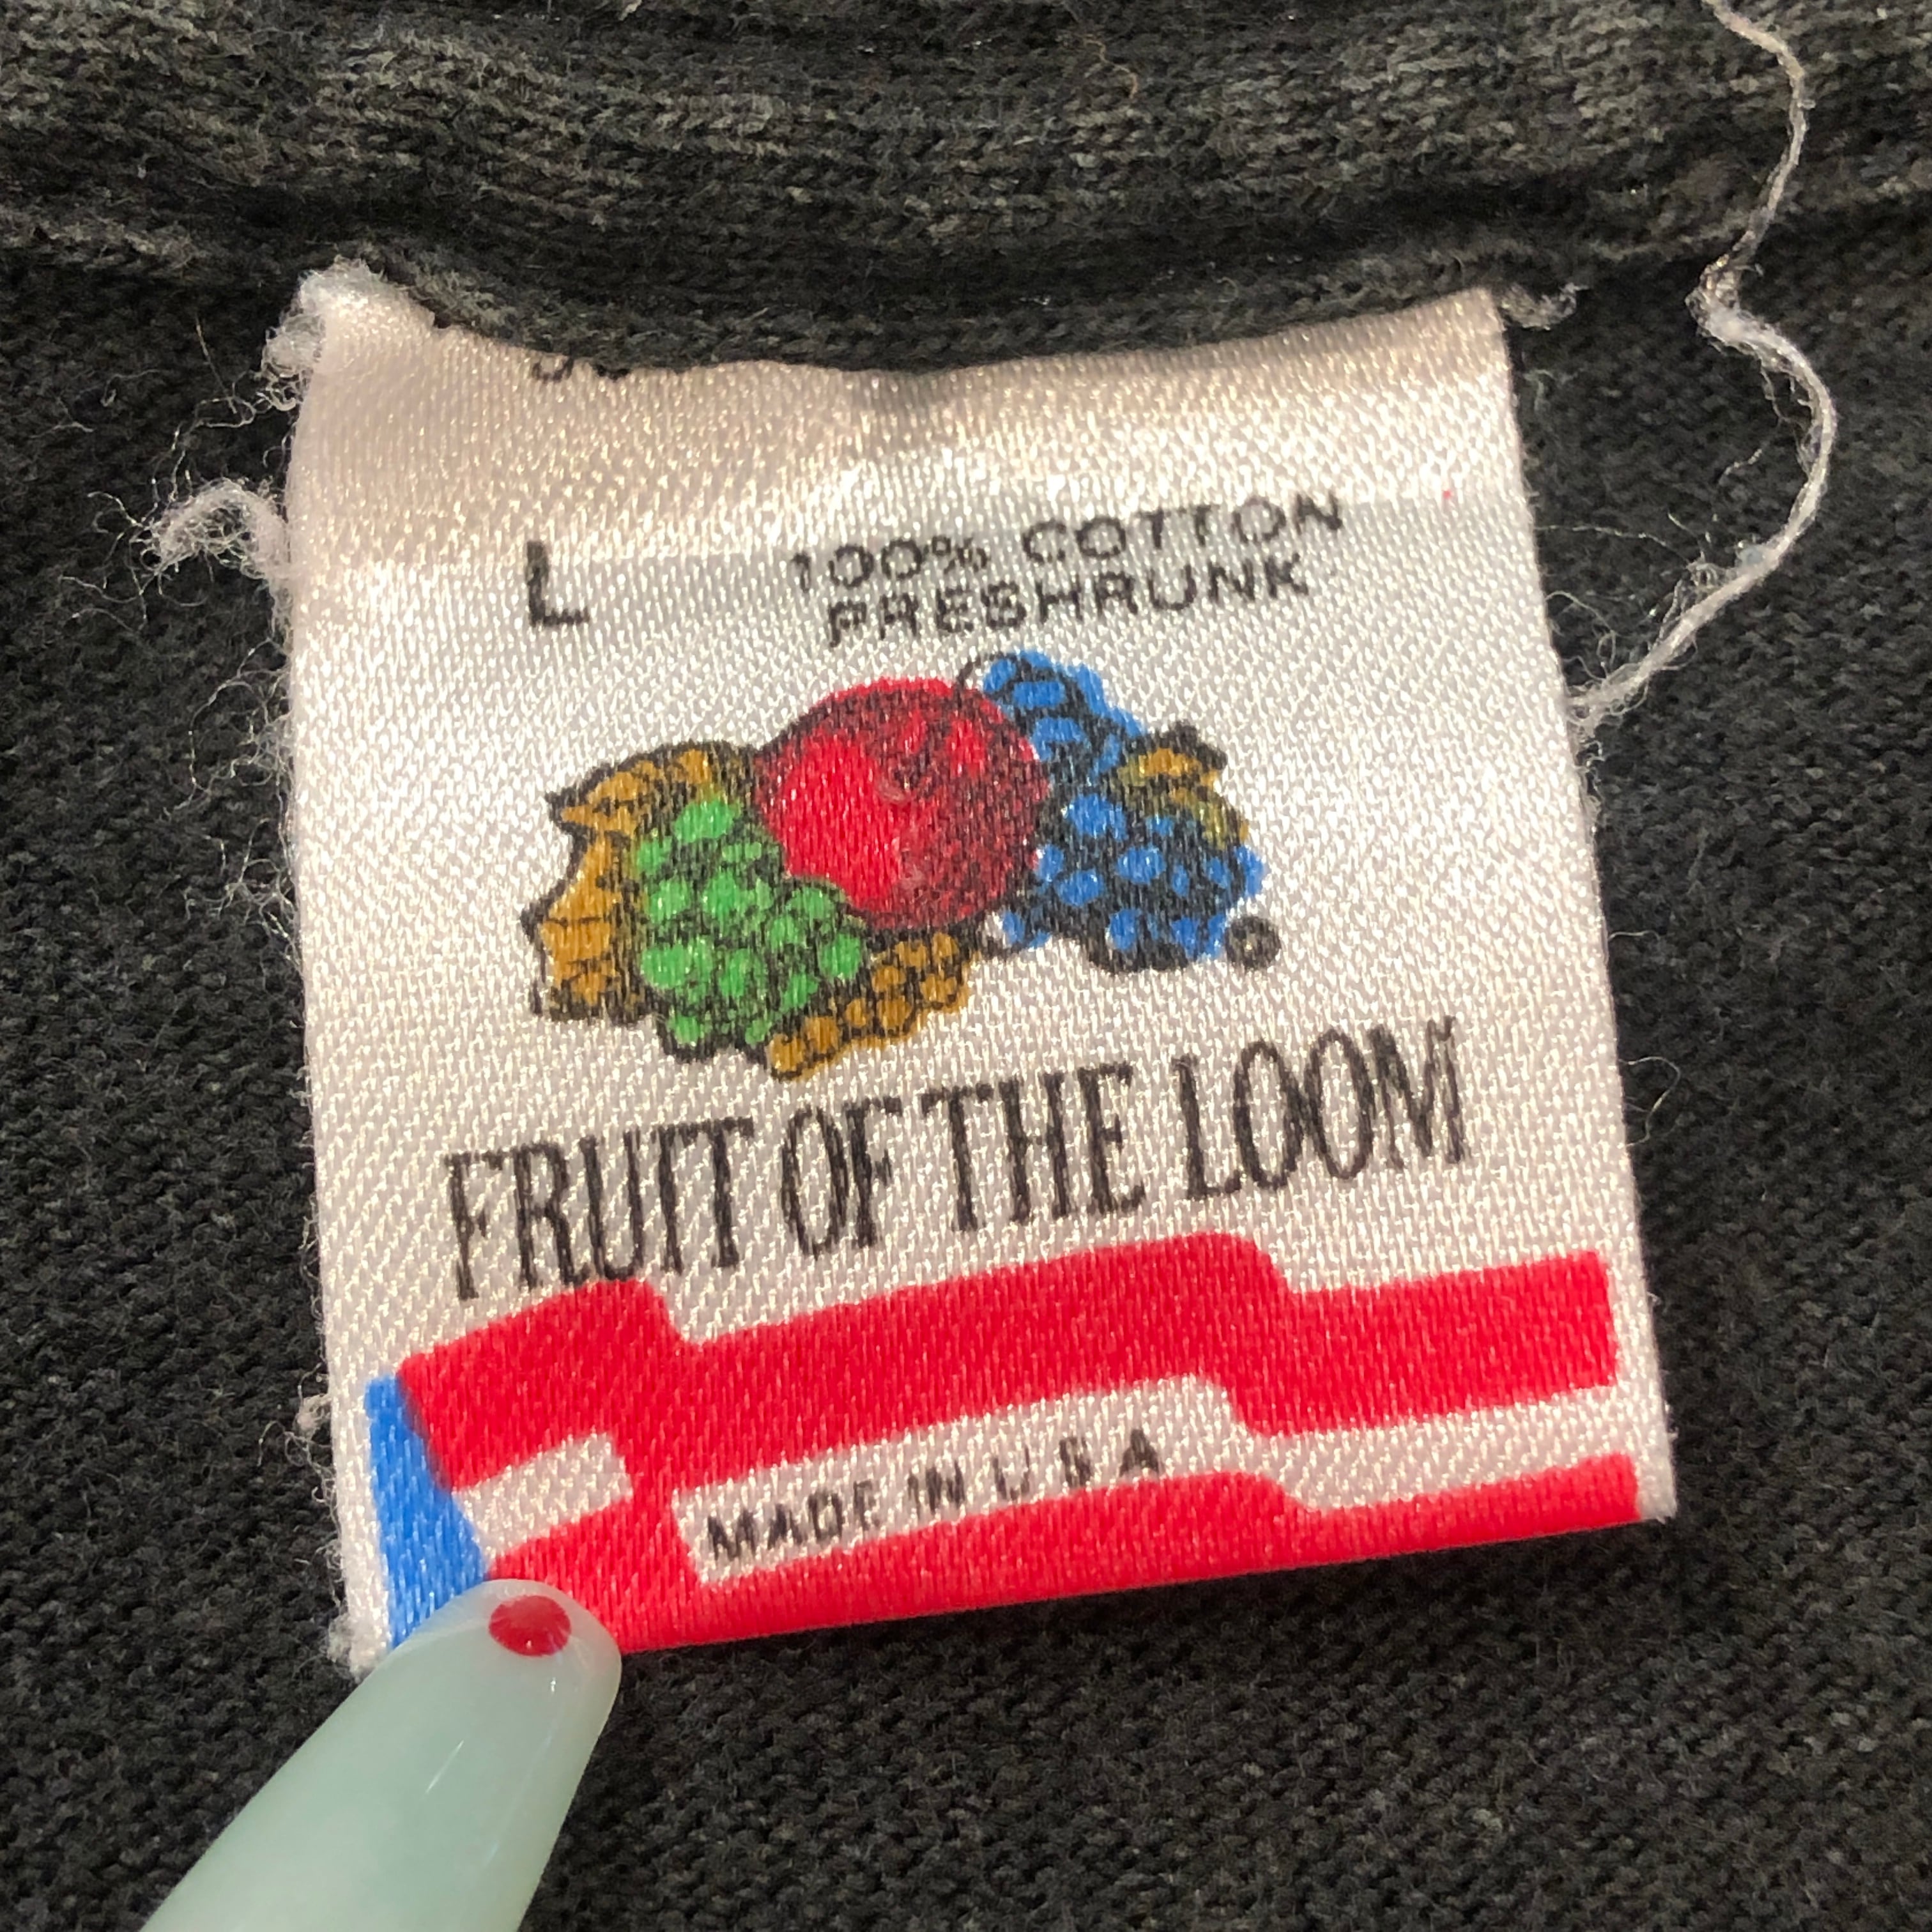 L
100% COTTON
PRESHRUNK
®
FRUIT OF THE LOOM
MADE IN U S A